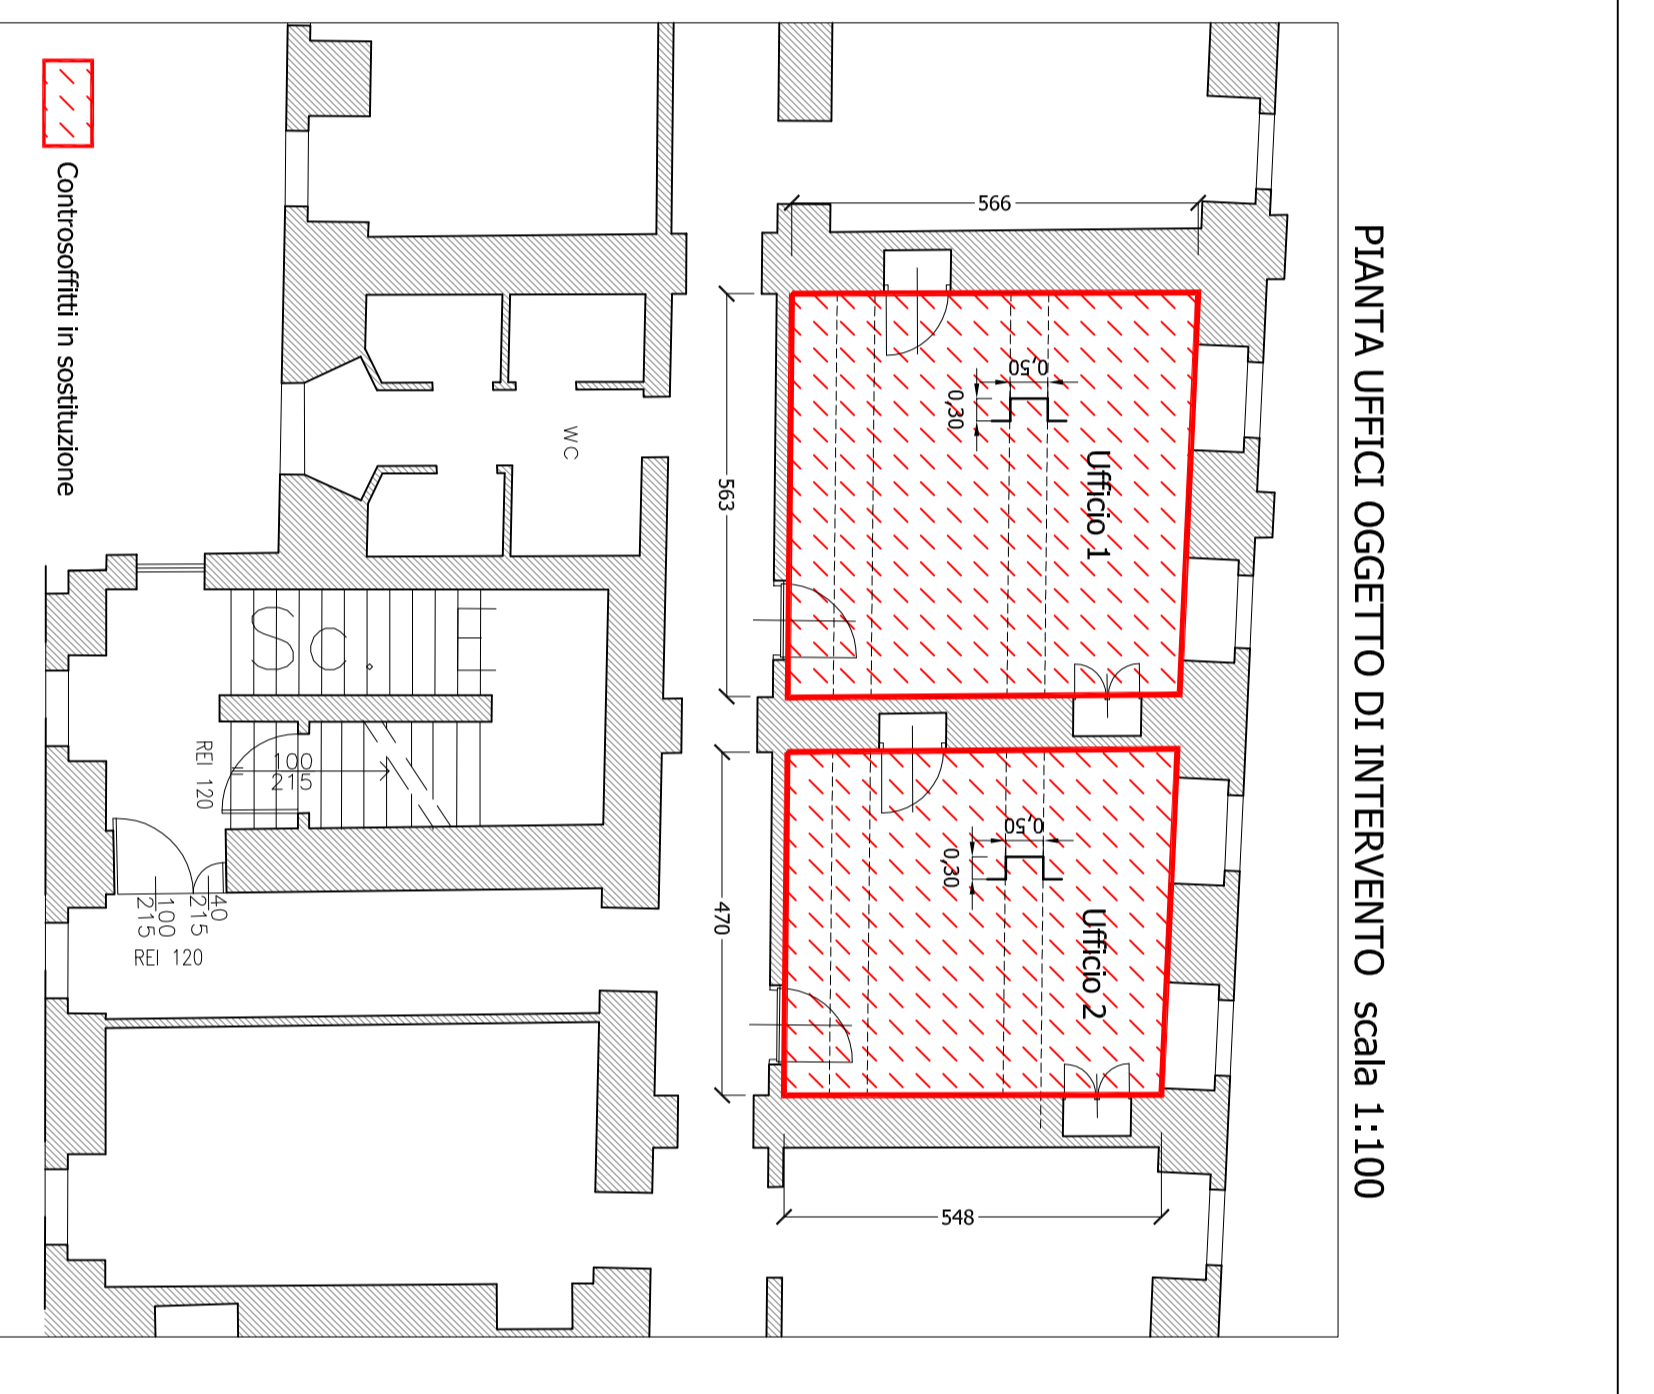 PIANTA UFFICI OGGETTO DI INTERVENTO scala 1:100
566
0,50
0,30
Ufficio 1
563
WC
Controsoffitti in sostituzione
Sc. E
100
215
REI 120
0,50
0,30
Ufficio 2
470
40
215
100
215
REI 120
548